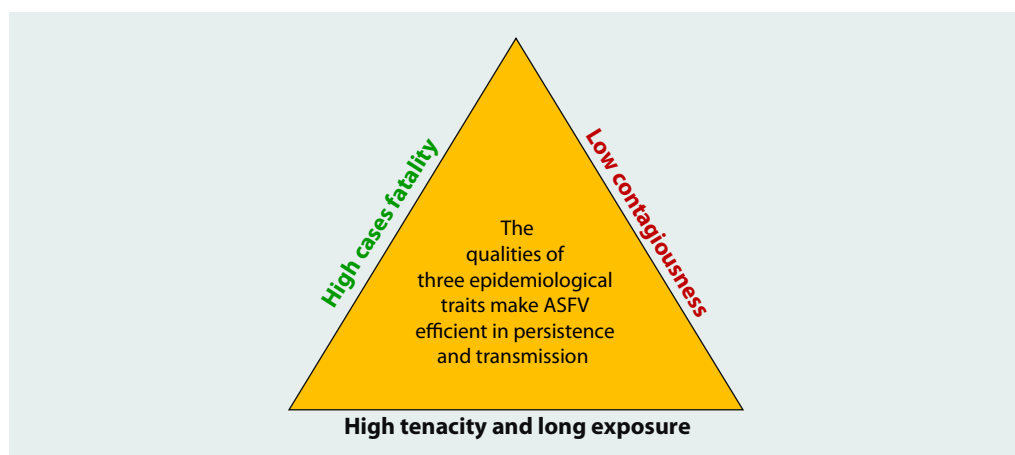 High cases fatality
Low contagiousness
The
qualities of
three epidemiological
traits make ASFV
efficient in persistence
and transmission
High tenacity and long exposure